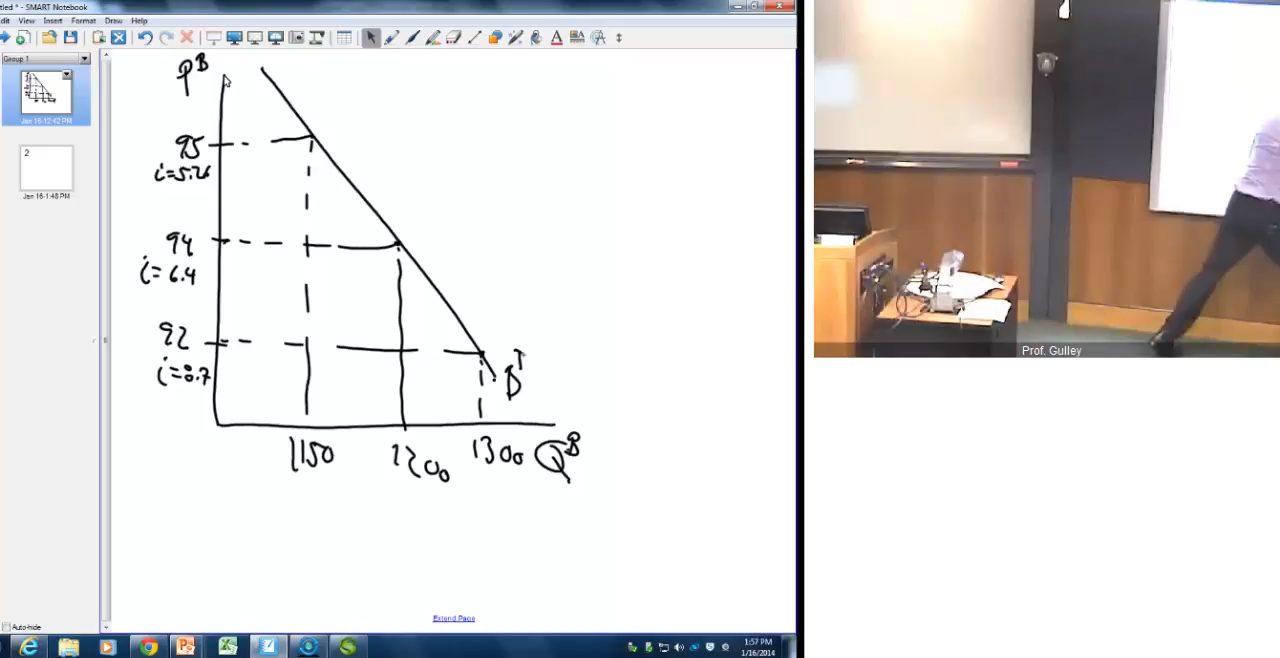 tled * - SMART Notebook
dit View Insert Format Draw Help
Group 1
Jan 16-12:42 PM
2
Jan 16-1:48 PM
P^B
95
i=5.26
94
i=6.4
92
i=8.7
B^D
1150
1200
1300
Q^B
Extend Page
Auto-hide
1:57 PM
1/16/2014
Prof. Gulley